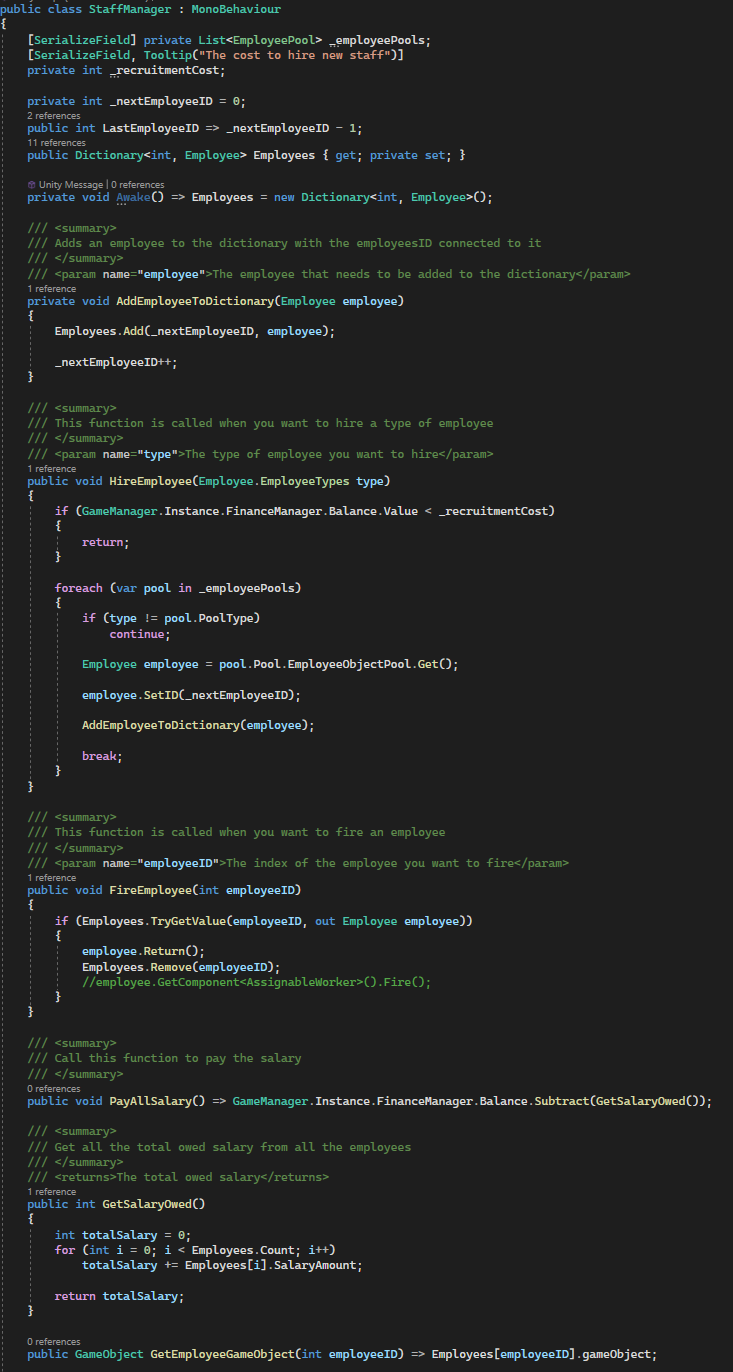 public class StaffManager : MonoBehaviour
{
[SerializeField] private List<EmployeePool> _employeePools;
[SerializeField, Tooltip("The cost to hire new staff")]
private int _recruitmentCost;
private int _nextEmployeeID = 0;
2 references
public int LastEmployeeID => _nextEmployeeID - 1;
11 references
public Dictionary<int, Employee> Employees { get; private set; }
Unity Message | 0 references
private void Awake() => Employees = new Dictionary<int, Employee>();
/// <summary>
/// Adds an employee to the dictionary with the employeesID connected to it
/// </summary>
/// <param name="employee">The employee that needs to be added to the dictionary</param>
1 reference
private void AddEmployeeToDictionary(Employee employee)
{
Employees.Add(_nextEmployeeID, employee);
_nextEmployeeID++;
}
/// <summary>
/// This function is called when you want to hire a type of employee
/// </summary>
/// <param name="type">The type of employee you want to hire</param>
1 reference
public void HireEmployee(Employee.EmployeeTypes type)
{
if (GameManager.Instance.FinanceManager.Balance.Value < _recruitmentCost)
{
return;
}
foreach (var pool in _employeePools)
{
if (type != pool.PoolType)
continue;
Employee employee = pool.Pool.EmployeeObjectPool.Get();
employee.SetID(_nextEmployeeID);
AddEmployeeToDictionary(employee);
break;
}
}
/// <summary>
/// This function is called when you want to fire an employee
/// </summary>
/// <param name="employeeID">The index of the employee you want to fire</param>
1 reference
public void FireEmployee(int employeeID)
{
if (Employees.TryGetValue(employeeID, out Employee employee))
{
employee.Return();
Employees.Remove(employeeID);
//employee.GetComponent<AssignableWorker>().Fire();
}
}
/// <summary>
/// Call this function to pay the salary
/// </summary>
0 references
public void PayAllSalary() => GameManager.Instance.FinanceManager.Balance.Subtract(GetSalaryOwed());
/// <summary>
/// Get all the total owed salary from all the employees
/// </summary>
/// <returns>The total owed salary</returns>
1 reference
public int GetSalaryOwed()
{
int totalSalary = 0;
for (int i = 0; i < Employees.Count; i++)
totalSalary += Employees[i].SalaryAmount;
return totalSalary;
}
0 references
public GameObject GetEmployeeGameObject(int employeeID) => Employees[employeeID].gameObject;